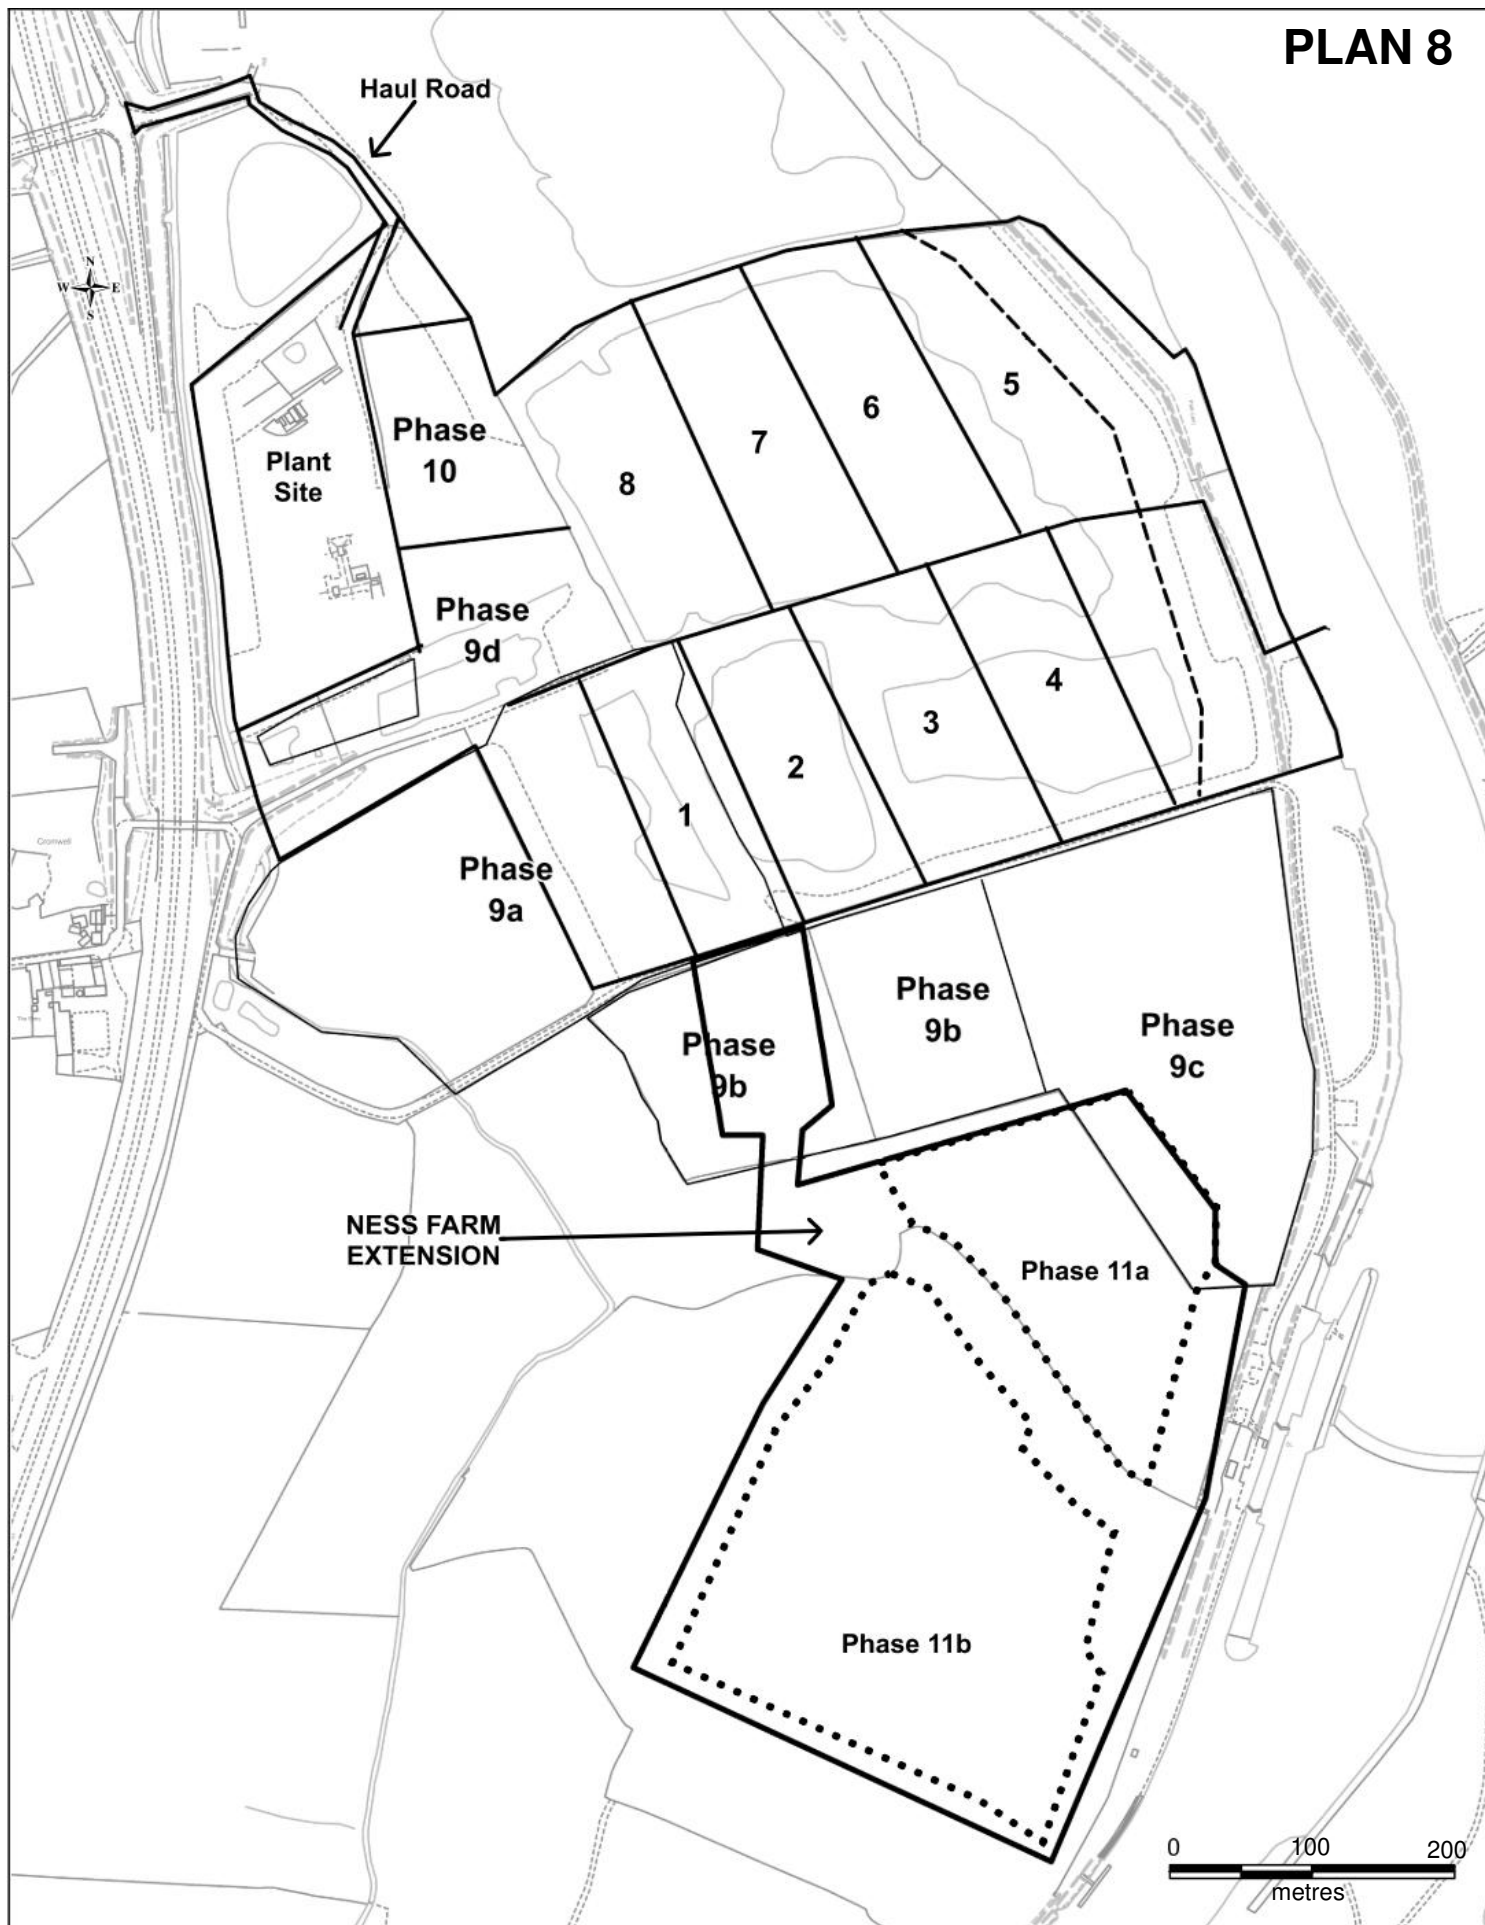 PLAN 8
Haul Road
N
W E
S
5
6
7
8
Phase
10
Plant
Site
Phase
9d
4
3
2
1
Cromwell
Phase
9a
Phase
9b
Phase
9b
Phase
9c
NESS FARM
EXTENSION
Phase 11a
Phase 11b
0 100 200
metres